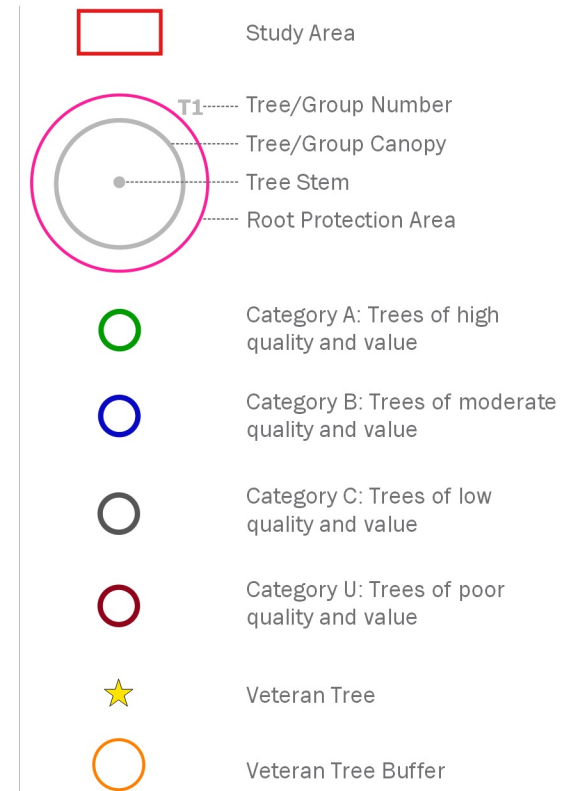 Study Area
T1
Tree/Group Number
Tree/Group Canopy
Tree Stem
Root Protection Area
Category A: Trees of high
quality and value
Category B: Trees of moderate
quality and value
Category C: Trees of low
quality and value
Category U: Trees of poor
quality and value
Veteran Tree
Veteran Tree Buffer